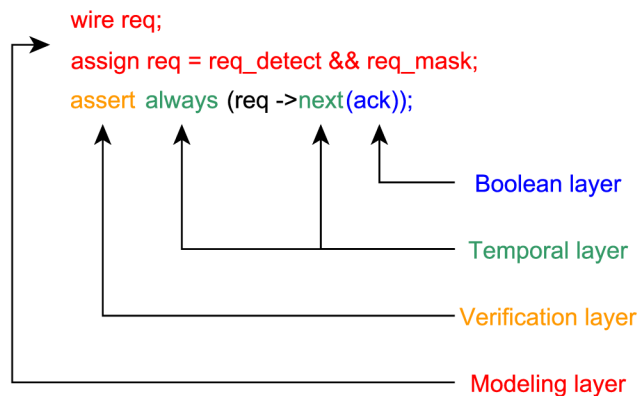 wire req;
assign req = req_detect && req_mask;
assert always (req ->next(ack));
Boolean layer
Temporal layer
Verification layer
Modeling layer